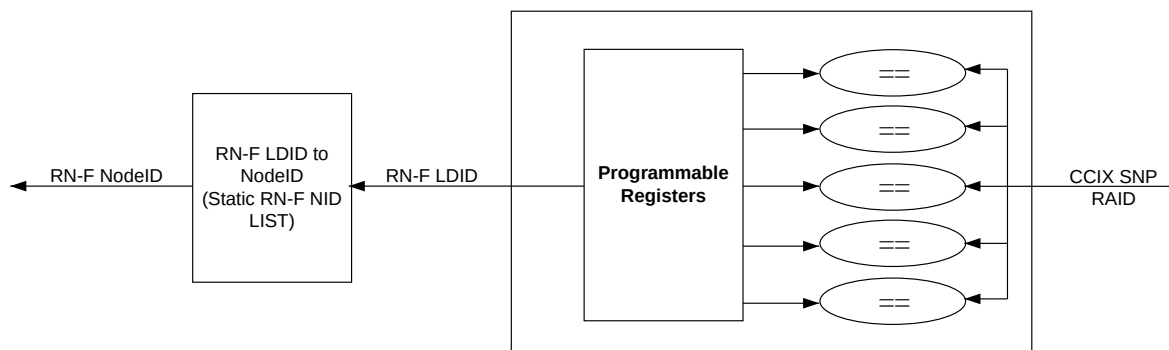 RN-F NodeID
RN-F LDID to
NodeID
(Static RN-F NID
LIST)
RN-F LDID
Programmable
Registers
==
==
==
==
==
CCIX SNP
RAID